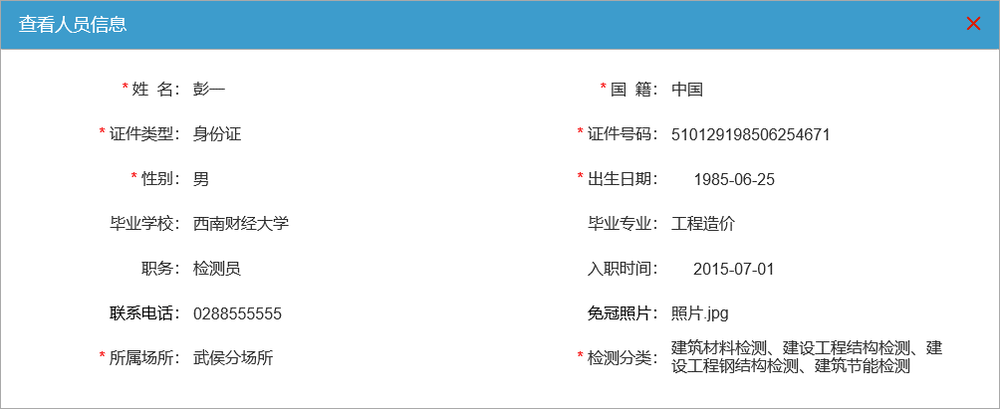 查看人员信息
* 姓 名： 彭一
* 国 籍： 中国
* 证件类型： 身份证
* 证件号码： 510129198506254671
* 性别： 男
* 出生日期： 1985-06-25
毕业学校： 西南财经大学
毕业专业： 工程造价
职务： 检测员
入职时间： 2015-07-01
联系电话： 0288555555
免冠照片： 照片.jpg
* 所属场所： 武侯分场所
* 检测分类： 建筑材料检测、建设工程结构检测、建
设工程钢结构检测、建筑节能检测